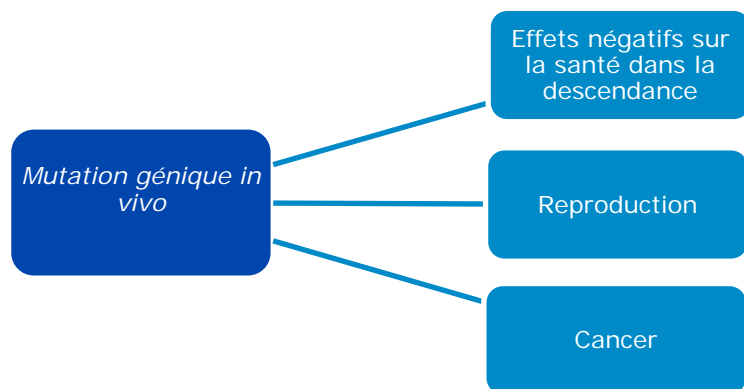 Effets négatifs sur
la santé dans la
descendance
Mutation génique in
vivo
Reproduction
Cancer